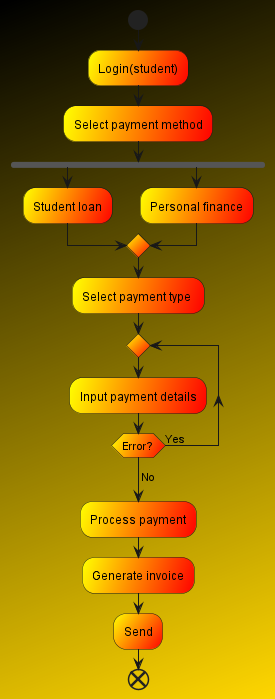 Login(student)
Select payment method
Student loan
Personal finance
Select payment type
Input payment details
Error?
Yes
No
Process payment
Generate invoice
Send